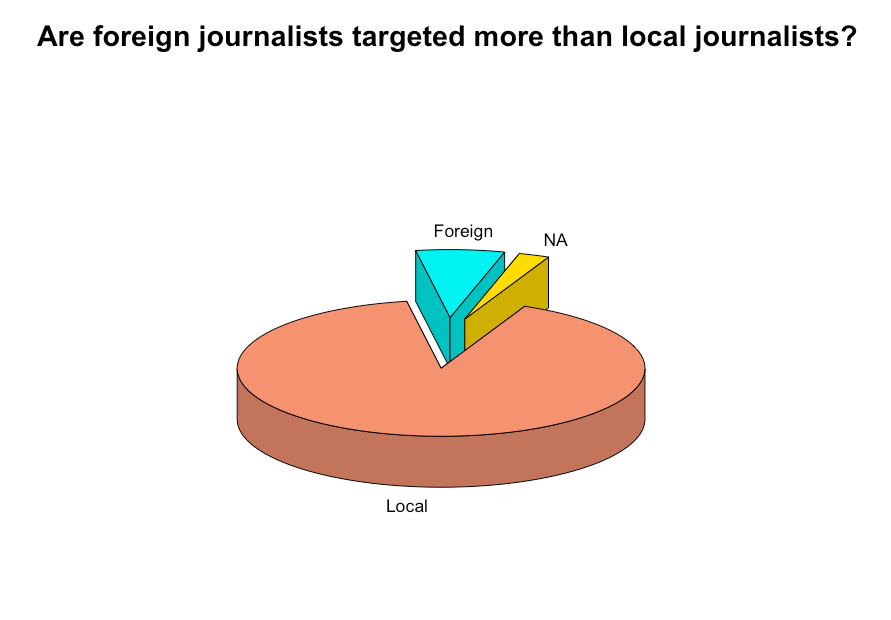 Are foreign journalists targeted more than local journalists?
Foreign
NA
Local